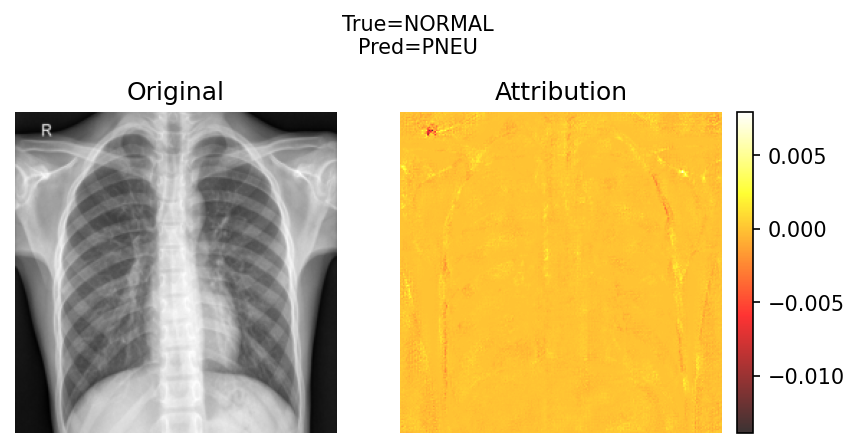 True=NORMAL
Pred=PNEU
Original
Attribution
R
0.005
0.000
−0.005
−0.010